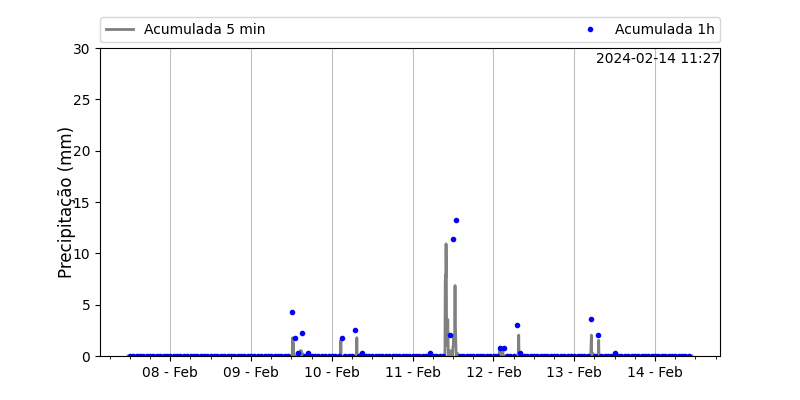 Acumulada 5 min
Acumulada 1h
2024-02-14 11:27
Precipitação (mm)
30
25
20
15
10
5
0
08 - Feb
09 - Feb
10 - Feb
11 - Feb
12 - Feb
13 - Feb
14 - Feb